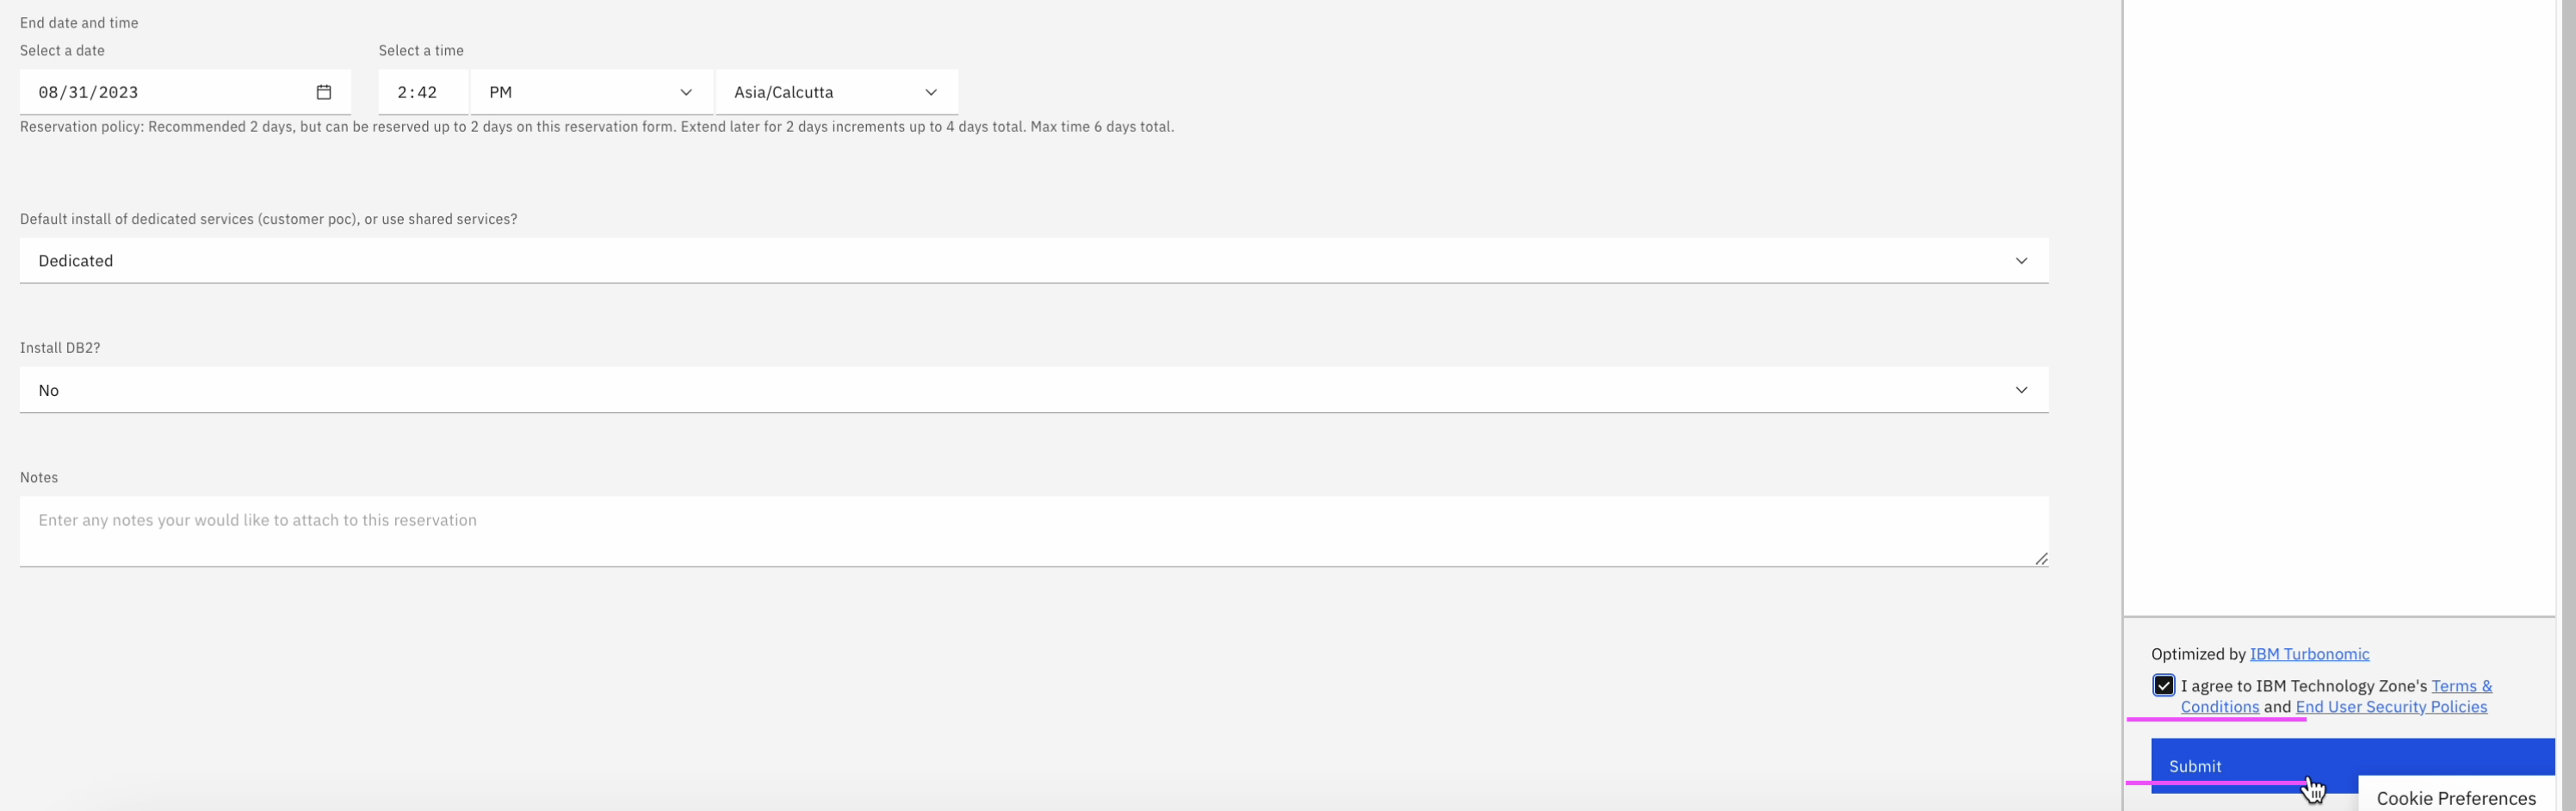 End date and time
Select a date Select a time
08/31/2023 2:42 PM Asia/Calcutta
Reservation policy: Recommended 2 days, but can be reserved up to 2 days on this reservation form. Extend later for 2 days increments up to 4 days total. Max time 6 days total.
Default install of dedicated services (customer poc), or use shared services?
Dedicated
Install DB2?
No
Notes
Enter any notes your would like to attach to this reservation
Optimized by IBM Turbonomic
I agree to IBM Technology Zone's Terms &
Conditions and End User Security Policies
Submit
Cookie Preferences